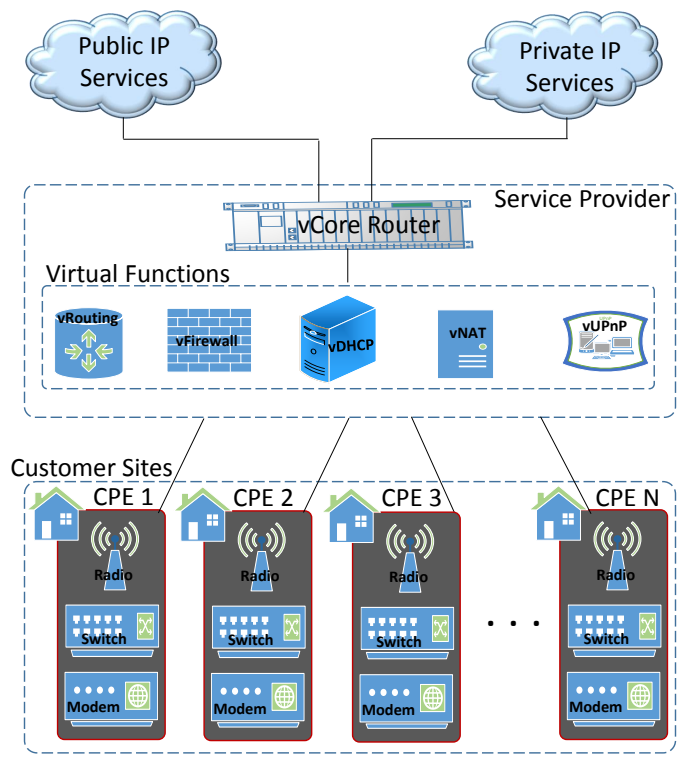 Public IP
Services
Private IP
Services
Service Provider
vCore Router
Virtual Functions
vRouting
vFirewall
vDHCP
vNAT
vUPnP
Customer Sites
CPE 1
CPE 2
CPE 3
CPE N
Radio
Radio
Radio
Radio
. . .
Switch
Switch
Switch
Switch
Modem
Modem
Modem
Modem